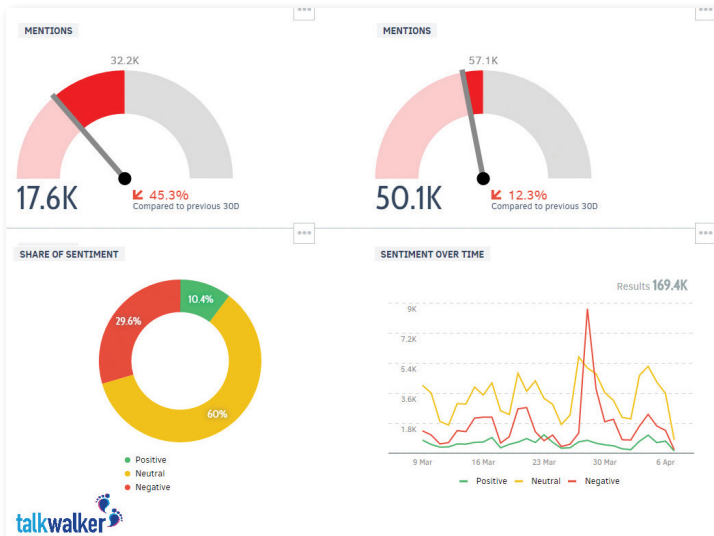 MENTIONS
32.2K
17.6K
45.3%
Compared to previous 30D
MENTIONS
57.1K
50.1K
12.3%
Compared to previous 30D
SHARE OF SENTIMENT
10.4%
29.6%
60%
Positive
Neutral
Negative
SENTIMENT OVER TIME
Results 169.4K
9K
7.2K
5.4K
3.6K
1.8K
9 Mar 16 Mar 23 Mar 30 Mar 6 Apr
Positive Neutral Negative
talkwalker